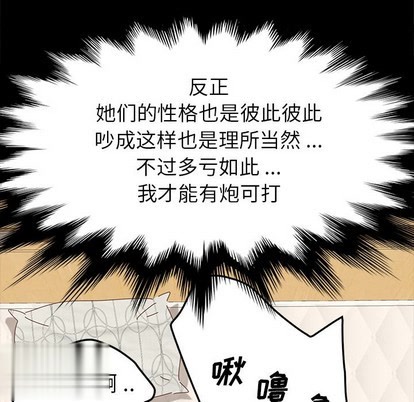 反正
她们的性格也是彼此彼此
吵成这样也是理所当然...
不过多亏如此...
我才能有炮可打
啾
噜